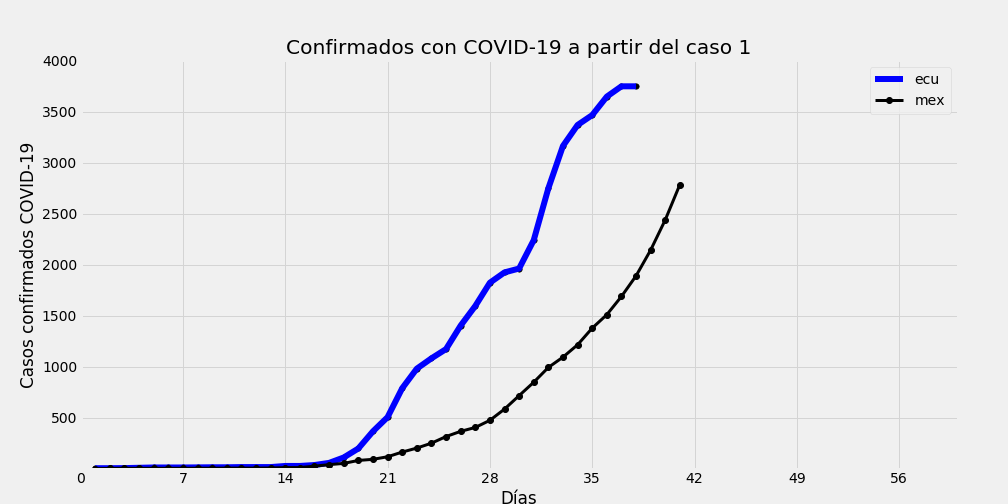 Confirmados con COVID-19 a partir del caso 1
4000
3500
3000
2500
2000
1500
1000
500
Casos confirmados COVID-19
ecu
mex
0 7 14 21 28 35 42 49 56
Días